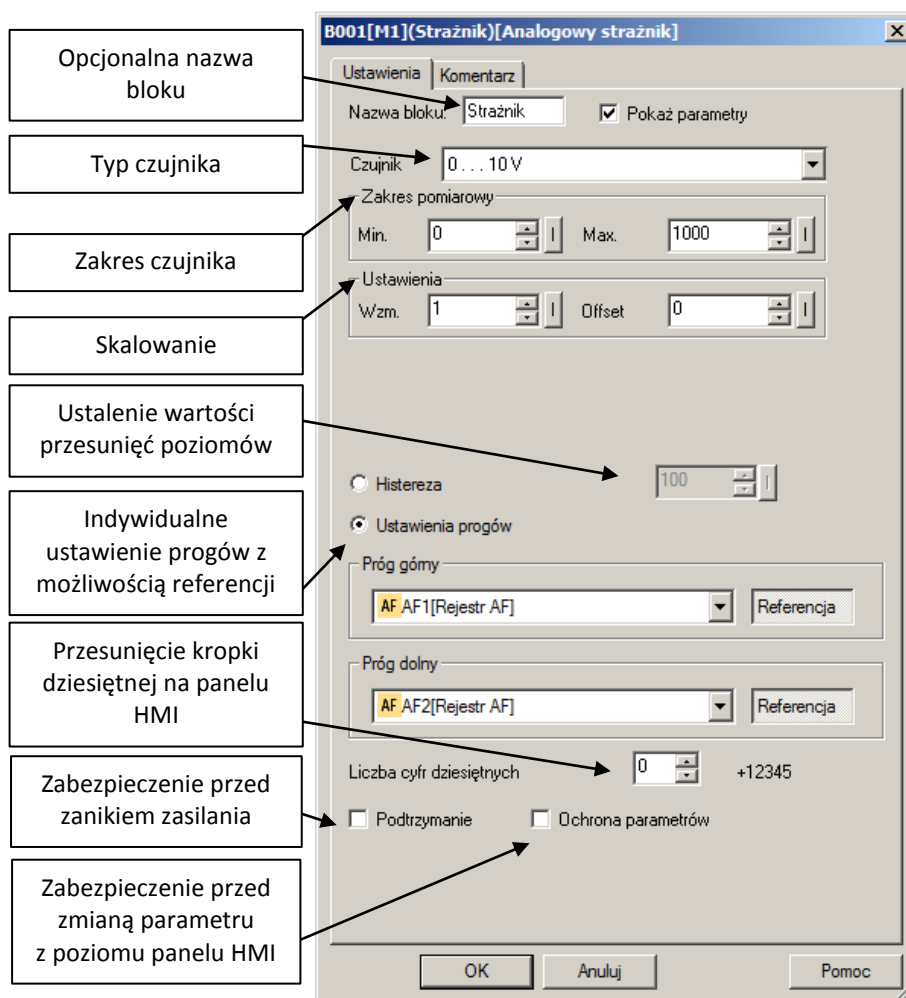 B001[M1](Strażnik)[Analogowy strażnik]
Opcjonalna nazwa
bloku
Typ czujnika
Zakres czujnika
Skalowanie
Ustalenie wartości
przesunięć poziomów
Indywidualne
ustawienie progów z
możliwością referencji
Przesunięcie kropki
dziesiętnej na panelu
HMI
Zabezpieczenie przed
zanikiem zasilania
Zabezpieczenie przed
zmianą parametru
z poziomu panelu HMI
Ustawienia Komentarz
Nazwa bloku: Strażnik Pokaż parametry
Czujnik 0 . . . 10 V
Zakres pomiarowy
Min. 0 I Max. 1000 I
Ustawienia
Wzm. 1 I Offset 0 I
Histereza 100 I
Ustawienia progów
Próg górny
AF AF1[Rejestr AF] Referencja
Próg dolny
AF AF2[Rejestr AF] Referencja
Liczba cyfr dziesiętnych 0 +12345
Podtrzymanie Ochrona parametrów
OK Anuluj Pomoc